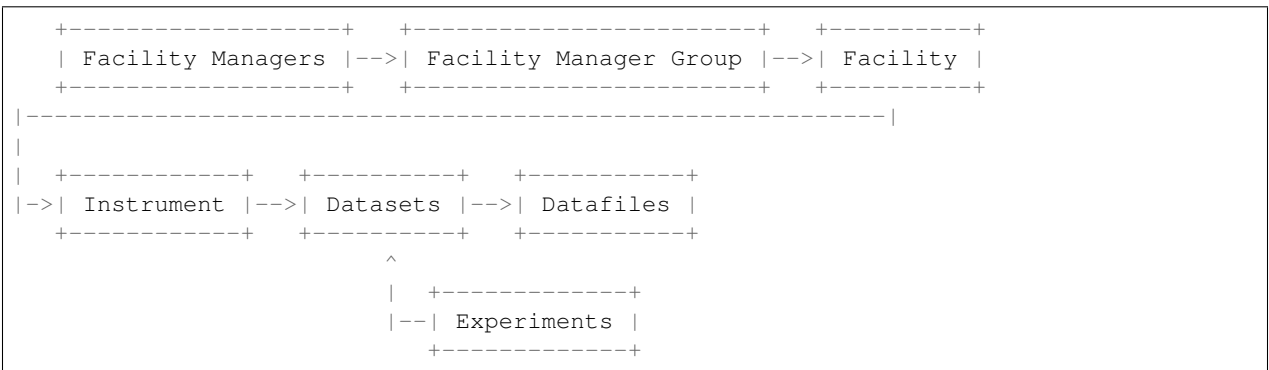 Facility Managers Facility Manager Group Facility
Instrument Datasets Datafiles
Experiments